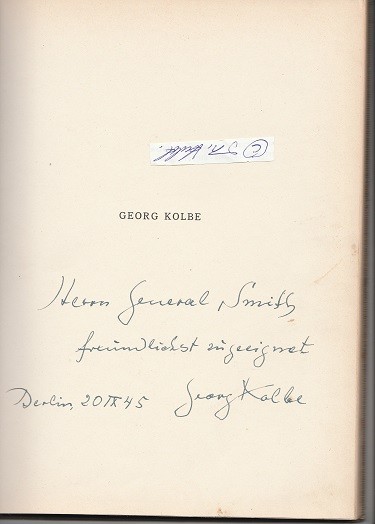 GEORG KOLBE
Herrn General Smith
freundlichst zugeeignet
Berlin, 20 IX 45 Georg Kolbe